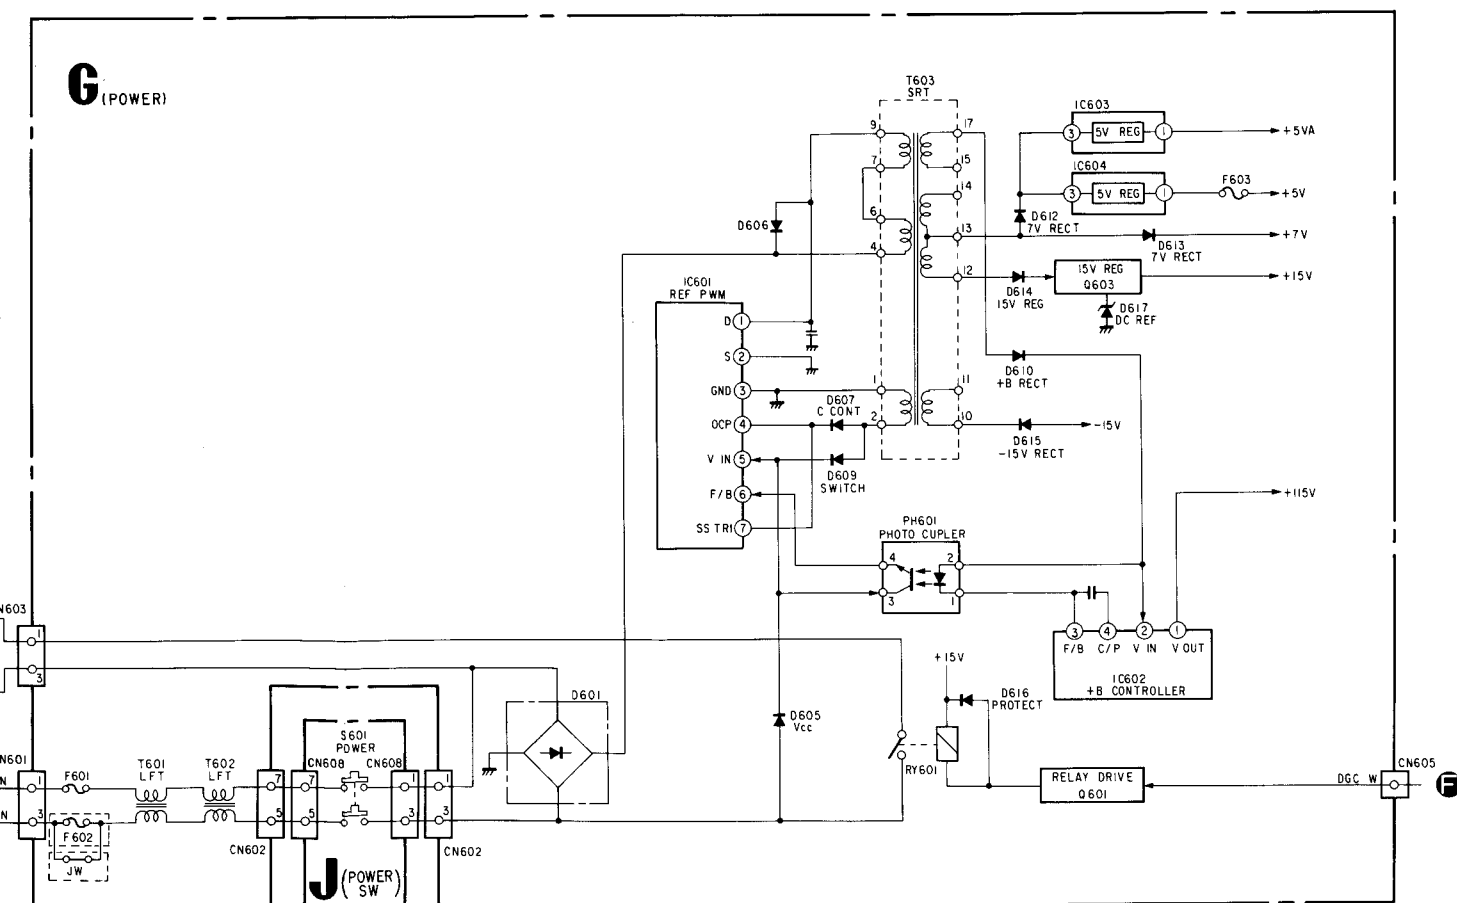 G (POWER)
T603
SRT
9
7
6
4
1
2
17
15
14
13
12
11
10
IC603
3 5V REG 1
+5VA
IC604
3 5V REG 1
F603
+5V
D612
7V RECT
D613
7V RECT
+7V
D606
D614
15V REG
15V REG
Q603
+15V
D617
DC REF
IC601
REF PWM
D 1
S 2
GND 3
OCP 4
V IN 5
F/B 6
SS TRI 7
D607
C CONT
D609
SWITCH
D610
+B RECT
D615
-15V RECT
-15V
+115V
PH601
PHOTO CUPLER
4
3
2
1
3 4 2 1
F/B C/P V IN V OUT
IC602
+B CONTROLLER
N603
1
3
D601
D605
Vcc
+15V
D616
PROTECT
RY601
RELAY DRIVE
Q601
DGC W
CN605
F
N601
N
N
1
3
F601
F602
JW
T601
LFT
T602
LFT
7
5
CN602
CN608
7
5
S601
POWER
CN608
1
3
1
3
CN602
J (POWER SW)